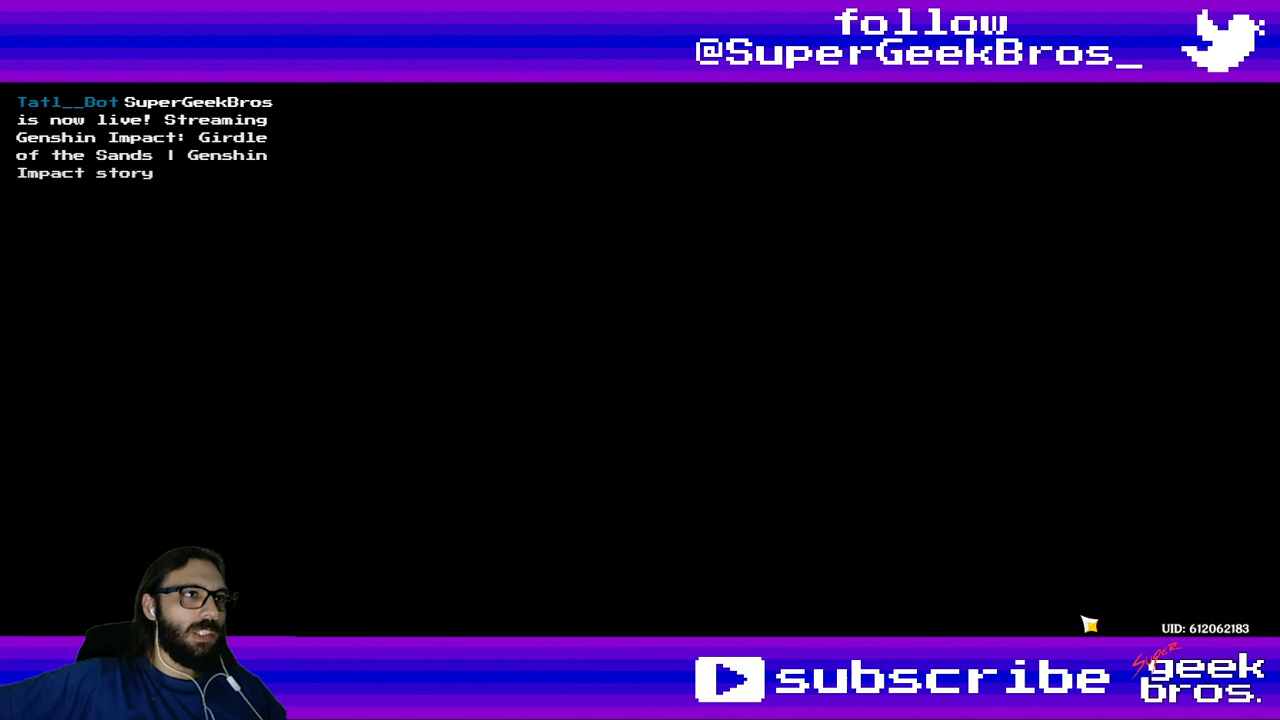 follow
@SuperGeekBros_
Tatl__Bot SuperGeekBros
is now live! Streaming
Genshin Impact: Girdle
of the Sands | Genshin
Impact story
UID: 612062183
subscribe
SUPER
geek
bros.